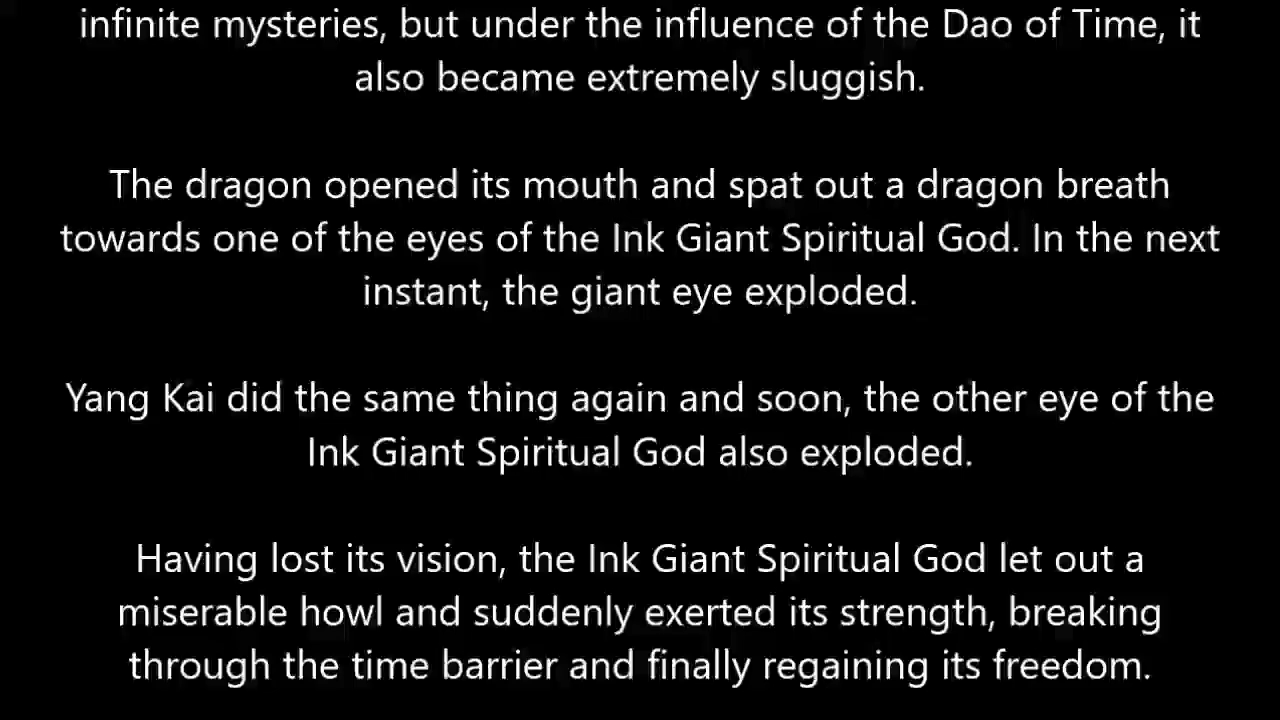 infinite mysteries, but under the influence of the Dao of Time, it
also became extremely sluggish.
The dragon opened its mouth and spat out a dragon breath
towards one of the eyes of the Ink Giant Spiritual God. In the next
instant, the giant eye exploded.
Yang Kai did the same thing again and soon, the other eye of the
Ink Giant Spiritual God also exploded.
Having lost its vision, the Ink Giant Spiritual God let out a
miserable howl and suddenly exerted its strength, breaking
through the time barrier and finally regaining its freedom.